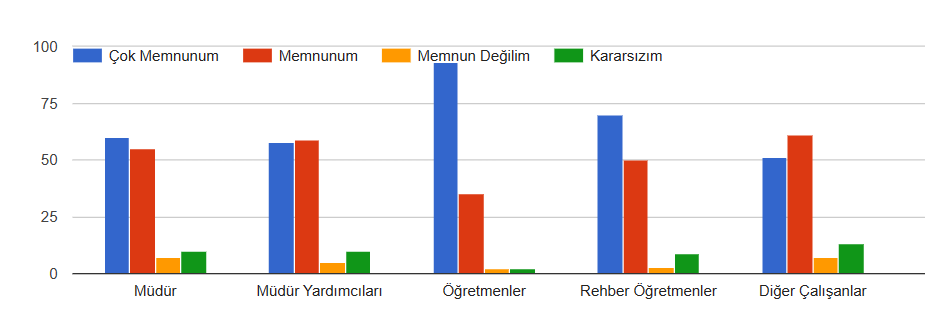 100
Çok Memnunum Memnunum Memnun Değilim Kararsızım
75
50
25
0
Müdür Müdür Yardımcıları Öğretmenler Rehber Öğretmenler Diğer Çalışanlar